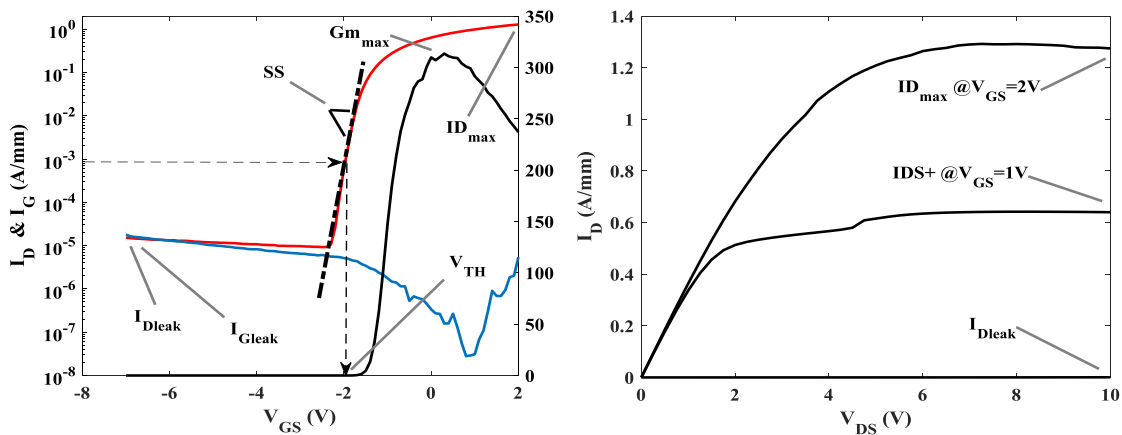 10⁰
10⁻¹
10⁻²
10⁻³
10⁻⁴
10⁻⁵
10⁻⁶
10⁻⁷
10⁻⁸
I_D & I_G (A/mm)
-8
-6
-4
-2
0
2
V_GS (V)
350
300
250
200
150
100
50
0
Gm_max
SS
ID_max
V_TH
I_Dleak
I_Gleak
1.4
1.2
1
0.8
0.6
0.4
0.2
0
I_D (A/mm)
0
2
4
6
8
10
V_DS (V)
ID_max @V_GS=2V
IDS+ @V_GS=1V
I_Dleak